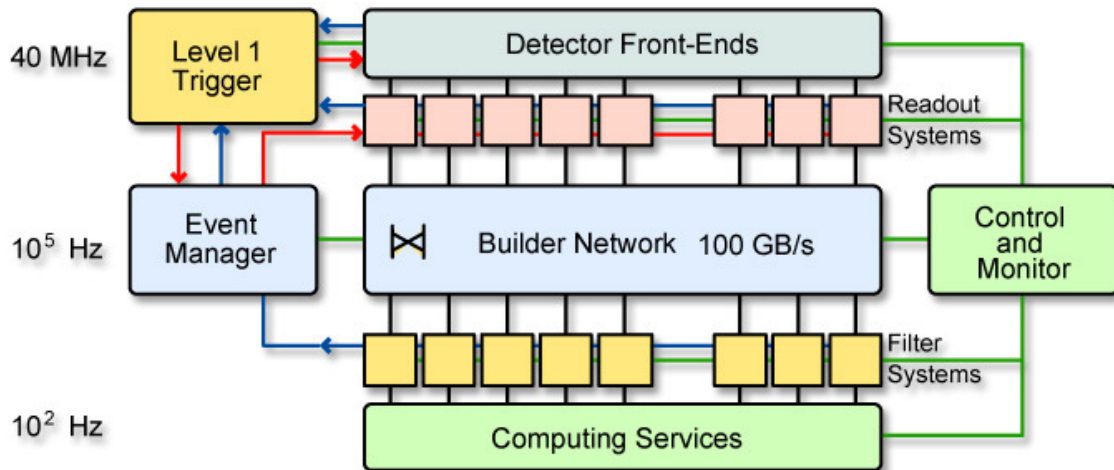 40 MHz
Level 1
Trigger
Detector Front-Ends
Readout
Systems
10⁵ Hz
Event
Manager
Builder Network 100 GB/s
Control
and
Monitor
Filter
Systems
10² Hz
Computing Services